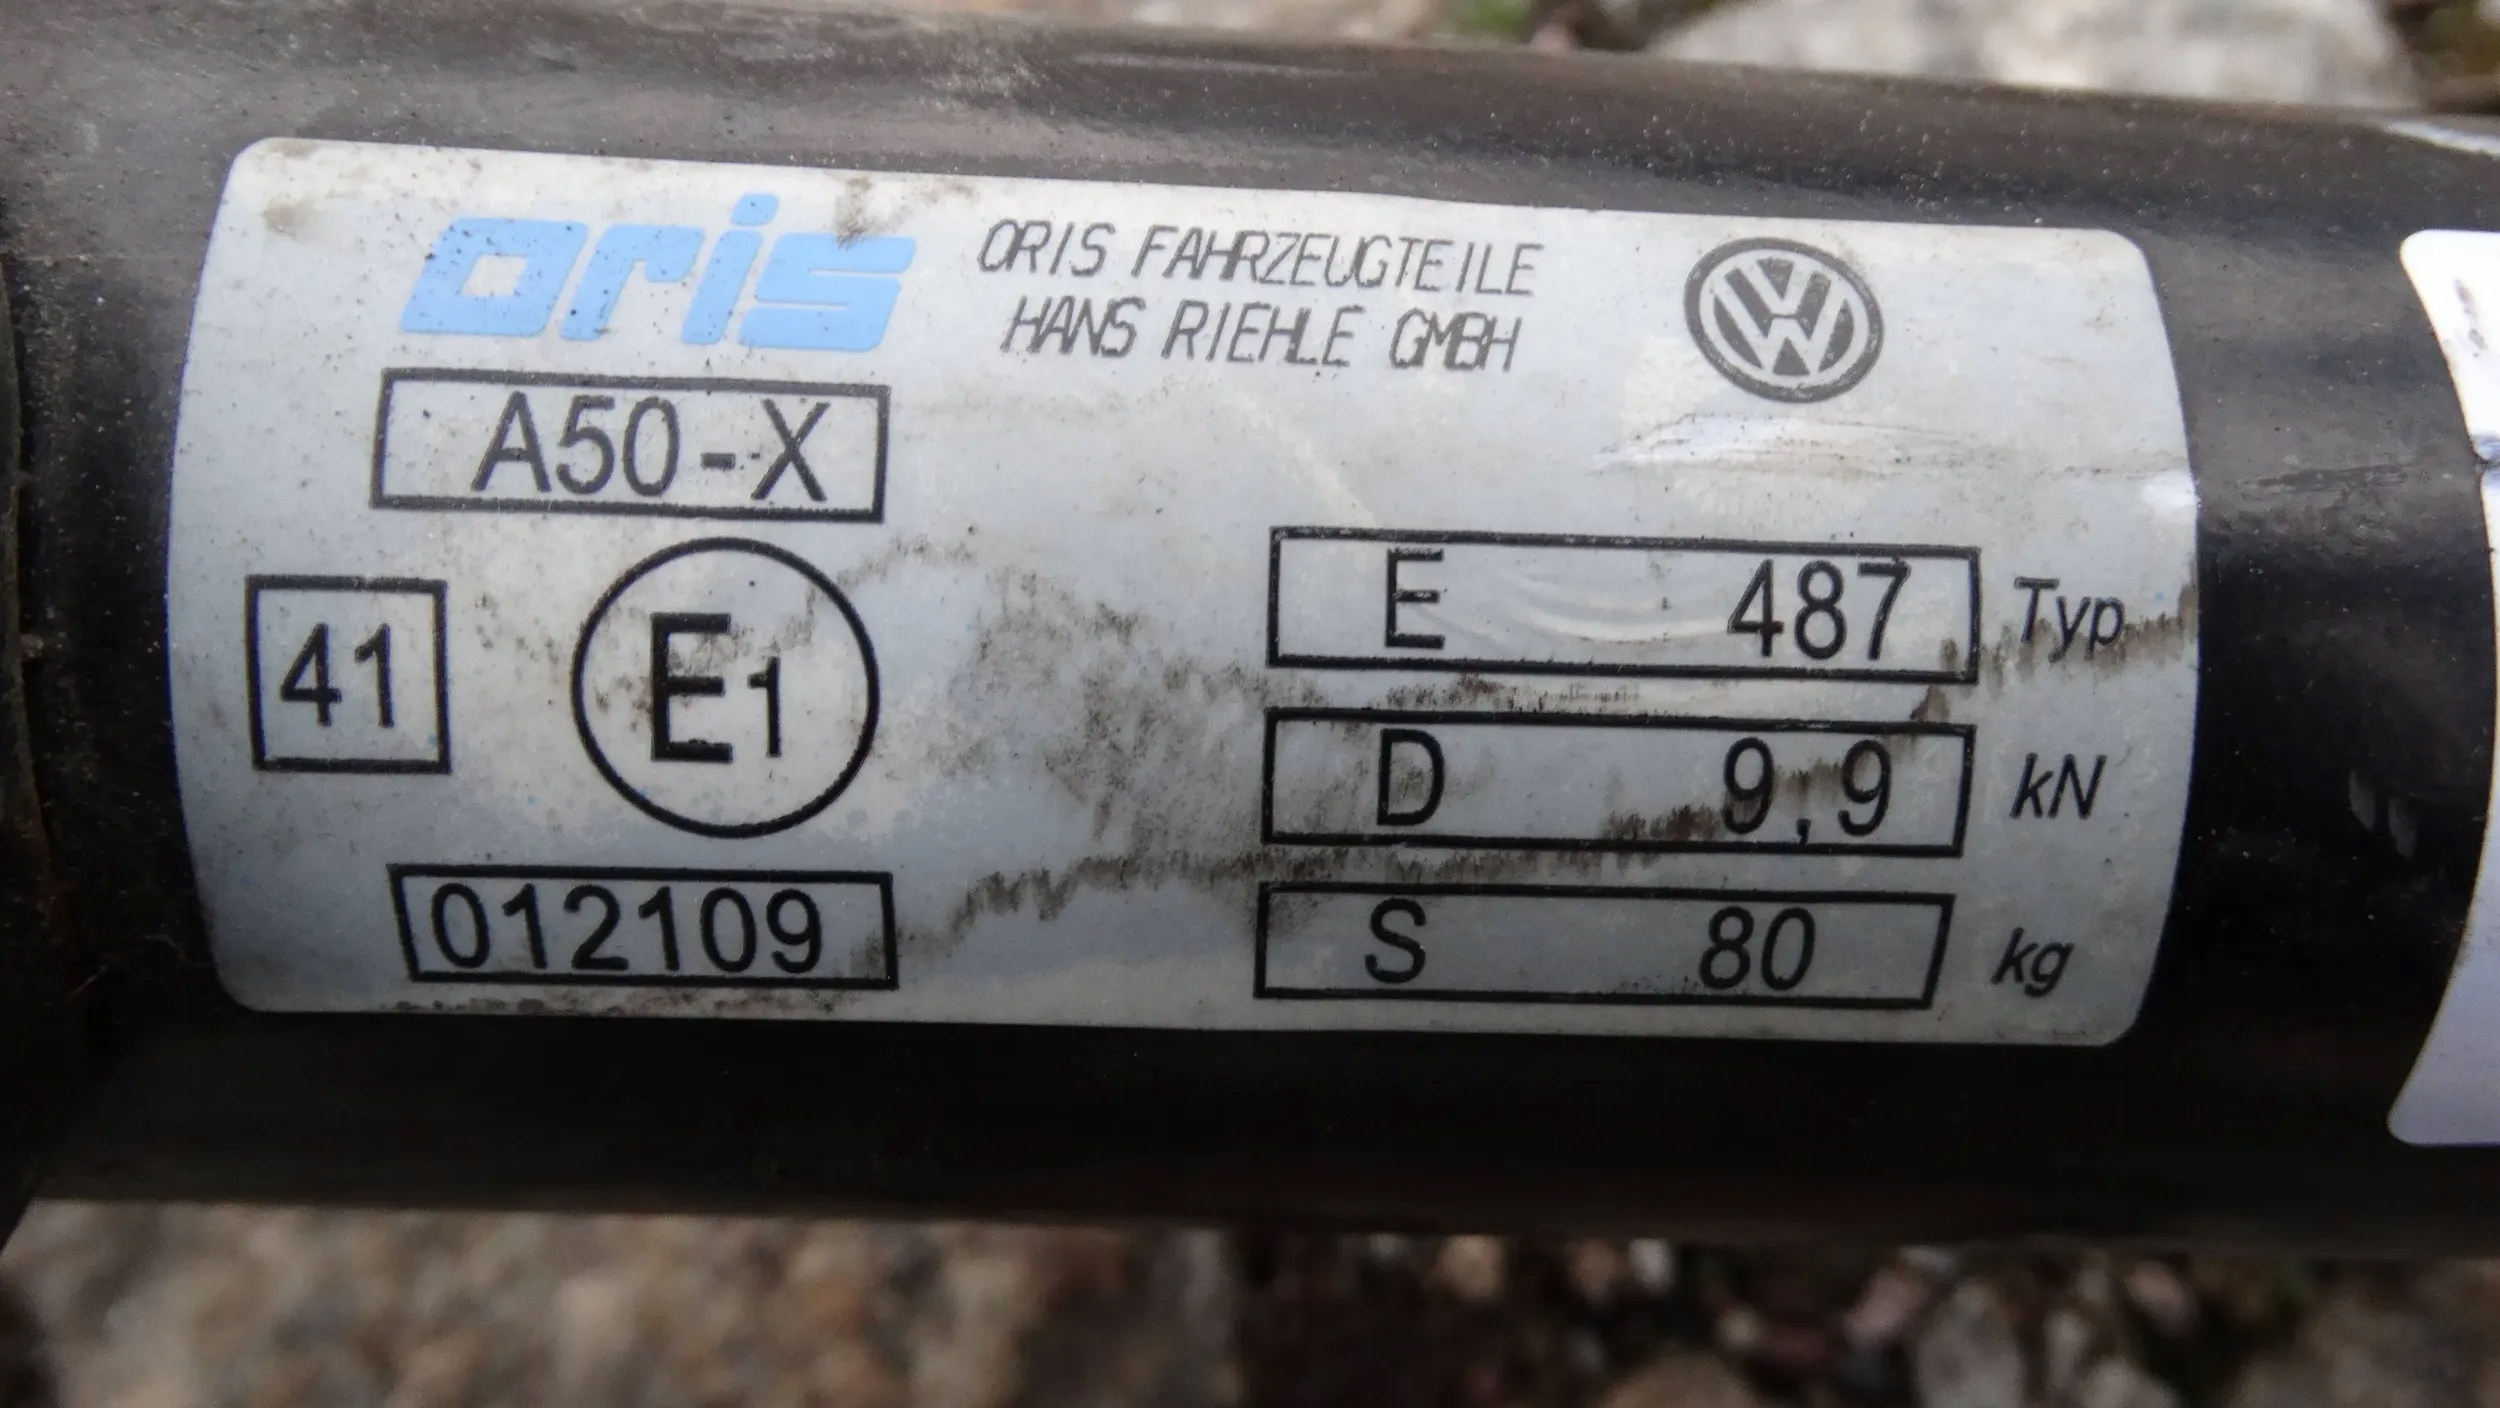 oris
ORIS FAHRZEUGTEILE
HANS RIEHLE GMBH
A50-X
41
E1
012109
E 487 Typ
D 9,9 kN
S 80 kg